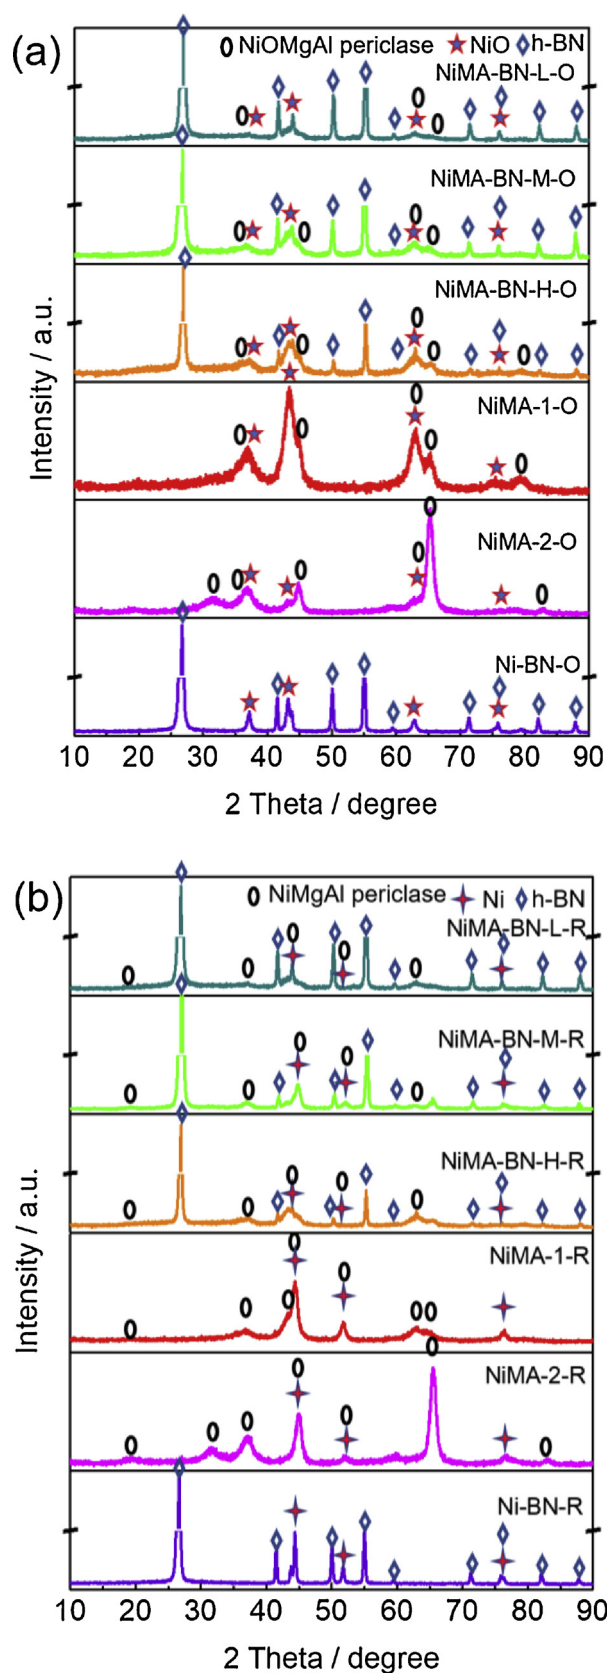 (a)
NiOMgAl periclase NiO h-BN
NiMA-BN-L-O
NiMA-BN-M-O
NiMA-BN-H-O
NiMA-1-O
NiMA-2-O
Ni-BN-O
Intensity / a.u.
10 20 30 40 50 60 70 80 90
2 Theta / degree
(b)
NiMgAl periclase Ni h-BN
NiMA-BN-L-R
NiMA-BN-M-R
NiMA-BN-H-R
NiMA-1-R
NiMA-2-R
Ni-BN-R
Intensity / a.u.
10 20 30 40 50 60 70 80 90
2 Theta / degree